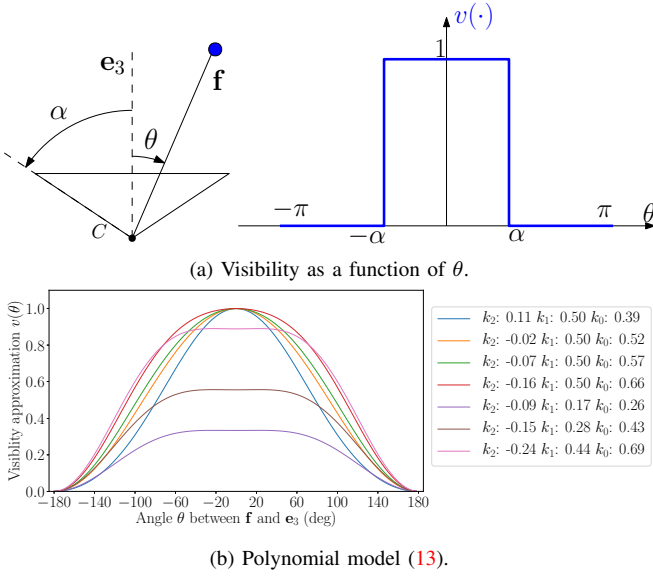 e₃
f
α
θ
C
v(·)
1
−π
−α
α
π
θ
(a) Visibility as a function of θ.
Visiblity approximation v(θ)
1.0
0.8
0.6
0.4
0.2
0.0
−180 −140 −100 −60 −20 20 60 100 140 180
Angle θ between f and e₃ (deg)
k₂: 0.11 k₁: 0.50 k₀: 0.39
k₂: -0.02 k₁: 0.50 k₀: 0.52
k₂: -0.07 k₁: 0.50 k₀: 0.57
k₂: -0.16 k₁: 0.50 k₀: 0.66
k₂: -0.09 k₁: 0.17 k₀: 0.26
k₂: -0.15 k₁: 0.28 k₀: 0.43
k₂: -0.24 k₁: 0.44 k₀: 0.69
(b) Polynomial model (13).